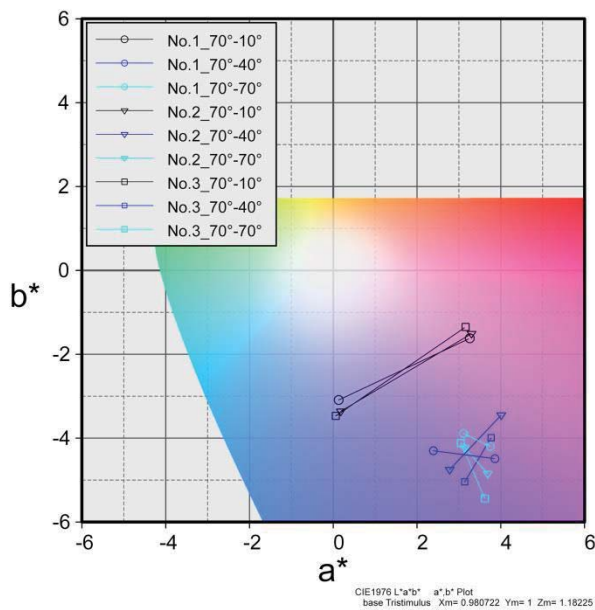 6
4
2
0
-2
-4
-6
b*
No.1_70°-10°
No.1_70°-40°
No.1_70°-70°
No.2_70°-10°
No.2_70°-40°
No.2_70°-70°
No.3_70°-10°
No.3_70°-40°
No.3_70°-70°
-6 -4 -2 0 2 4 6
a*
CIE1976 L*a*b* a*,b* Plot
base Tristimulus Xm= 0.980722 Ym= 1 Zm= 1.18225